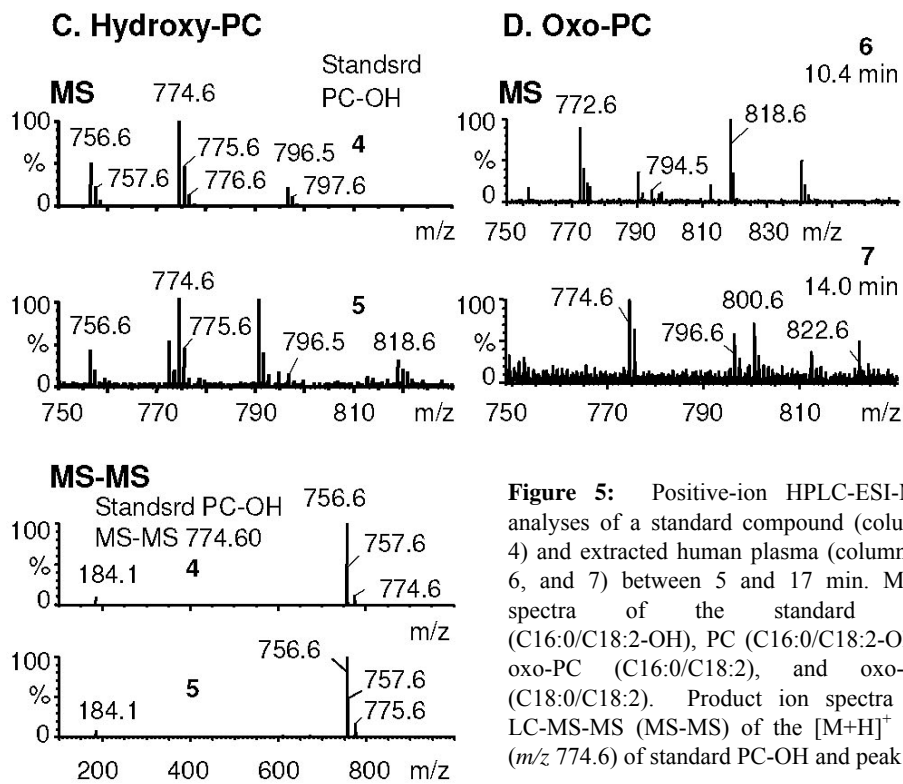 C. Hydroxy-PC
MS
Standsrd
PC-OH
4
100
%
0
756.6
757.6
774.6
775.6
776.6
796.5
797.6
m/z
5
100
%
0
756.6
774.6
775.6
796.5
818.6
750 770 790 810 m/z
D. Oxo-PC
MS
6
10.4 min
100
%
0
772.6
794.5
818.6
750 770 790 810 830 m/z
7
14.0 min
100
%
0
774.6
796.6
800.6
822.6
750 770 790 810 m/z
MS-MS
Standsrd PC-OH
MS-MS 774.60
4
100
%
0
184.1
756.6
757.6
774.6
5
100
%
0
184.1
756.6
757.6
775.6
200 400 600 800 m/z
Figure 5: Positive-ion HPLC-ESI-
analyses of a standard compound
4) and extracted human plasma
6, and 7) between 5 and 17 min.
spectra of the standard
(C16:0/C18:2-OH), PC
oxo-PC (C16:0/C18:2), and
(C18:0/C18:2). Product ion spectra
LC-MS-MS (MS-MS) of the [M+H]+
(m/z 774.6) of standard PC-OH and peak